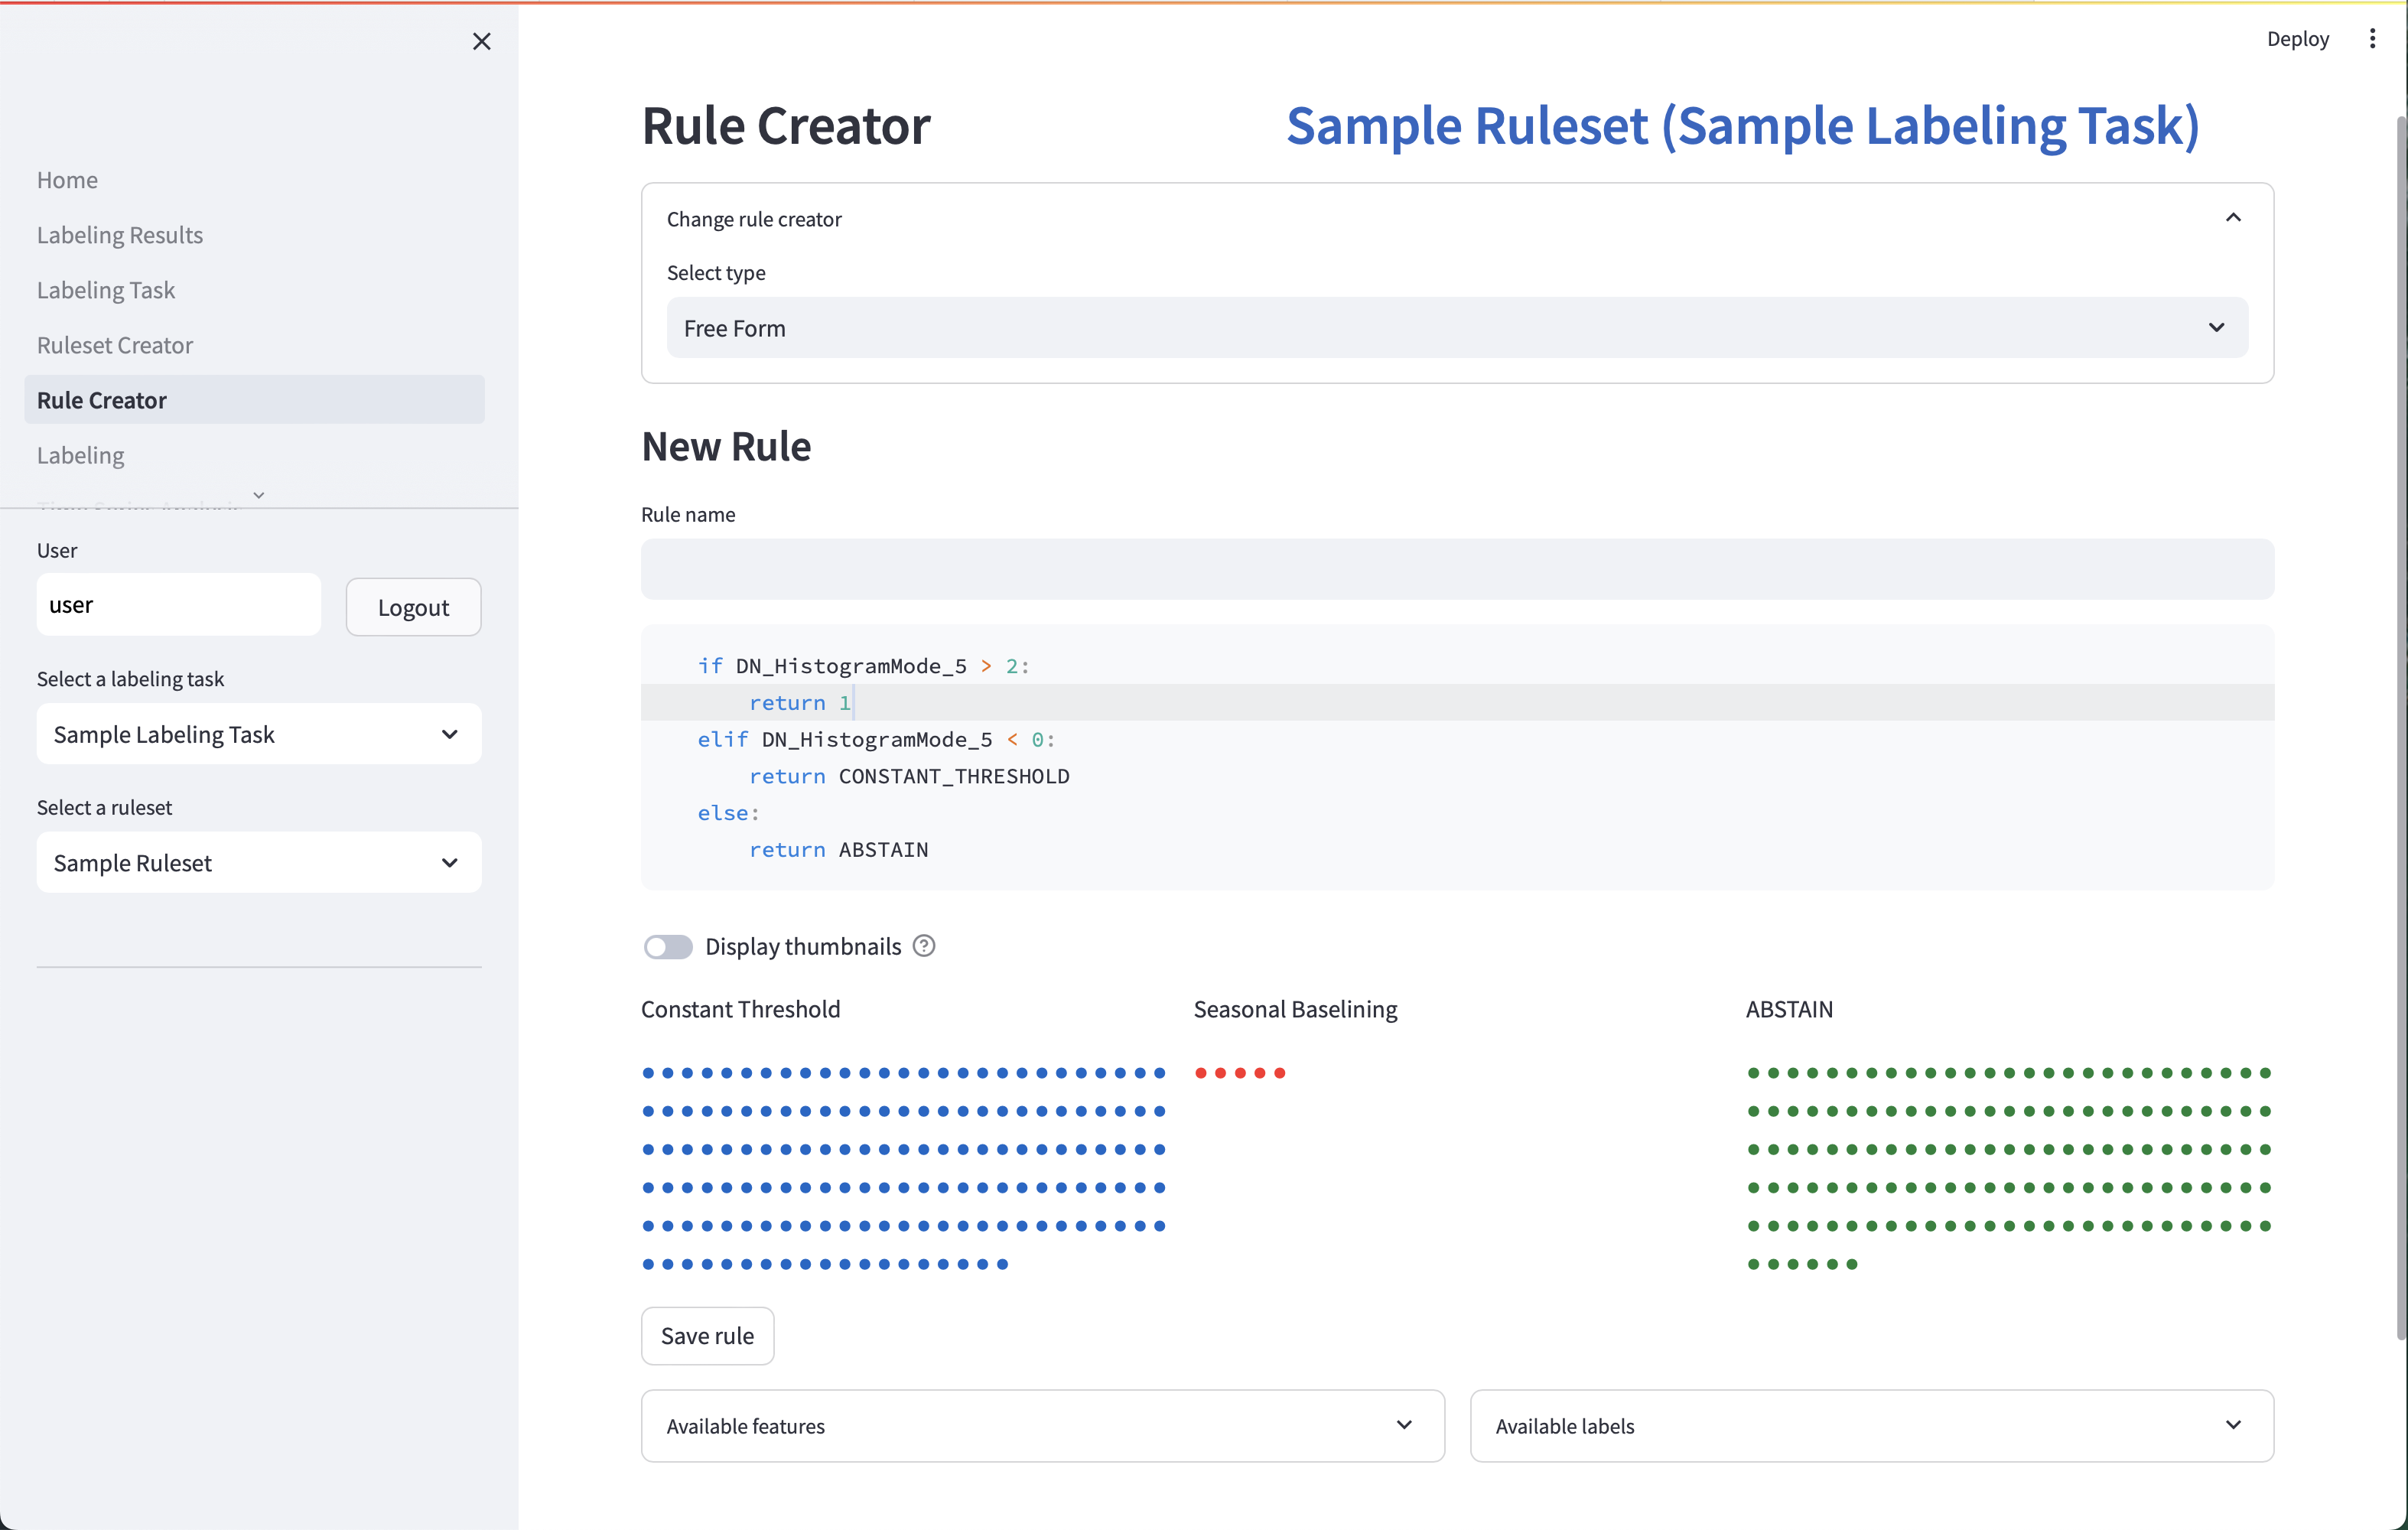 Deploy
Home
Labeling Results
Labeling Task
Ruleset Creator
Rule Creator
Labeling
User
user
Logout
Select a labeling task
Sample Labeling Task
Select a ruleset
Sample Ruleset
Rule Creator
Sample Ruleset (Sample Labeling Task)
Change rule creator
Select type
Free Form
New Rule
Rule name
if DN_HistogramMode_5 > 2:
return 1
elif DN_HistogramMode_5 < 0:
return CONSTANT_THRESHOLD
else:
return ABSTAIN
Display thumbnails
Constant Threshold
Seasonal Baselining
ABSTAIN
Save rule
Available features
Available labels